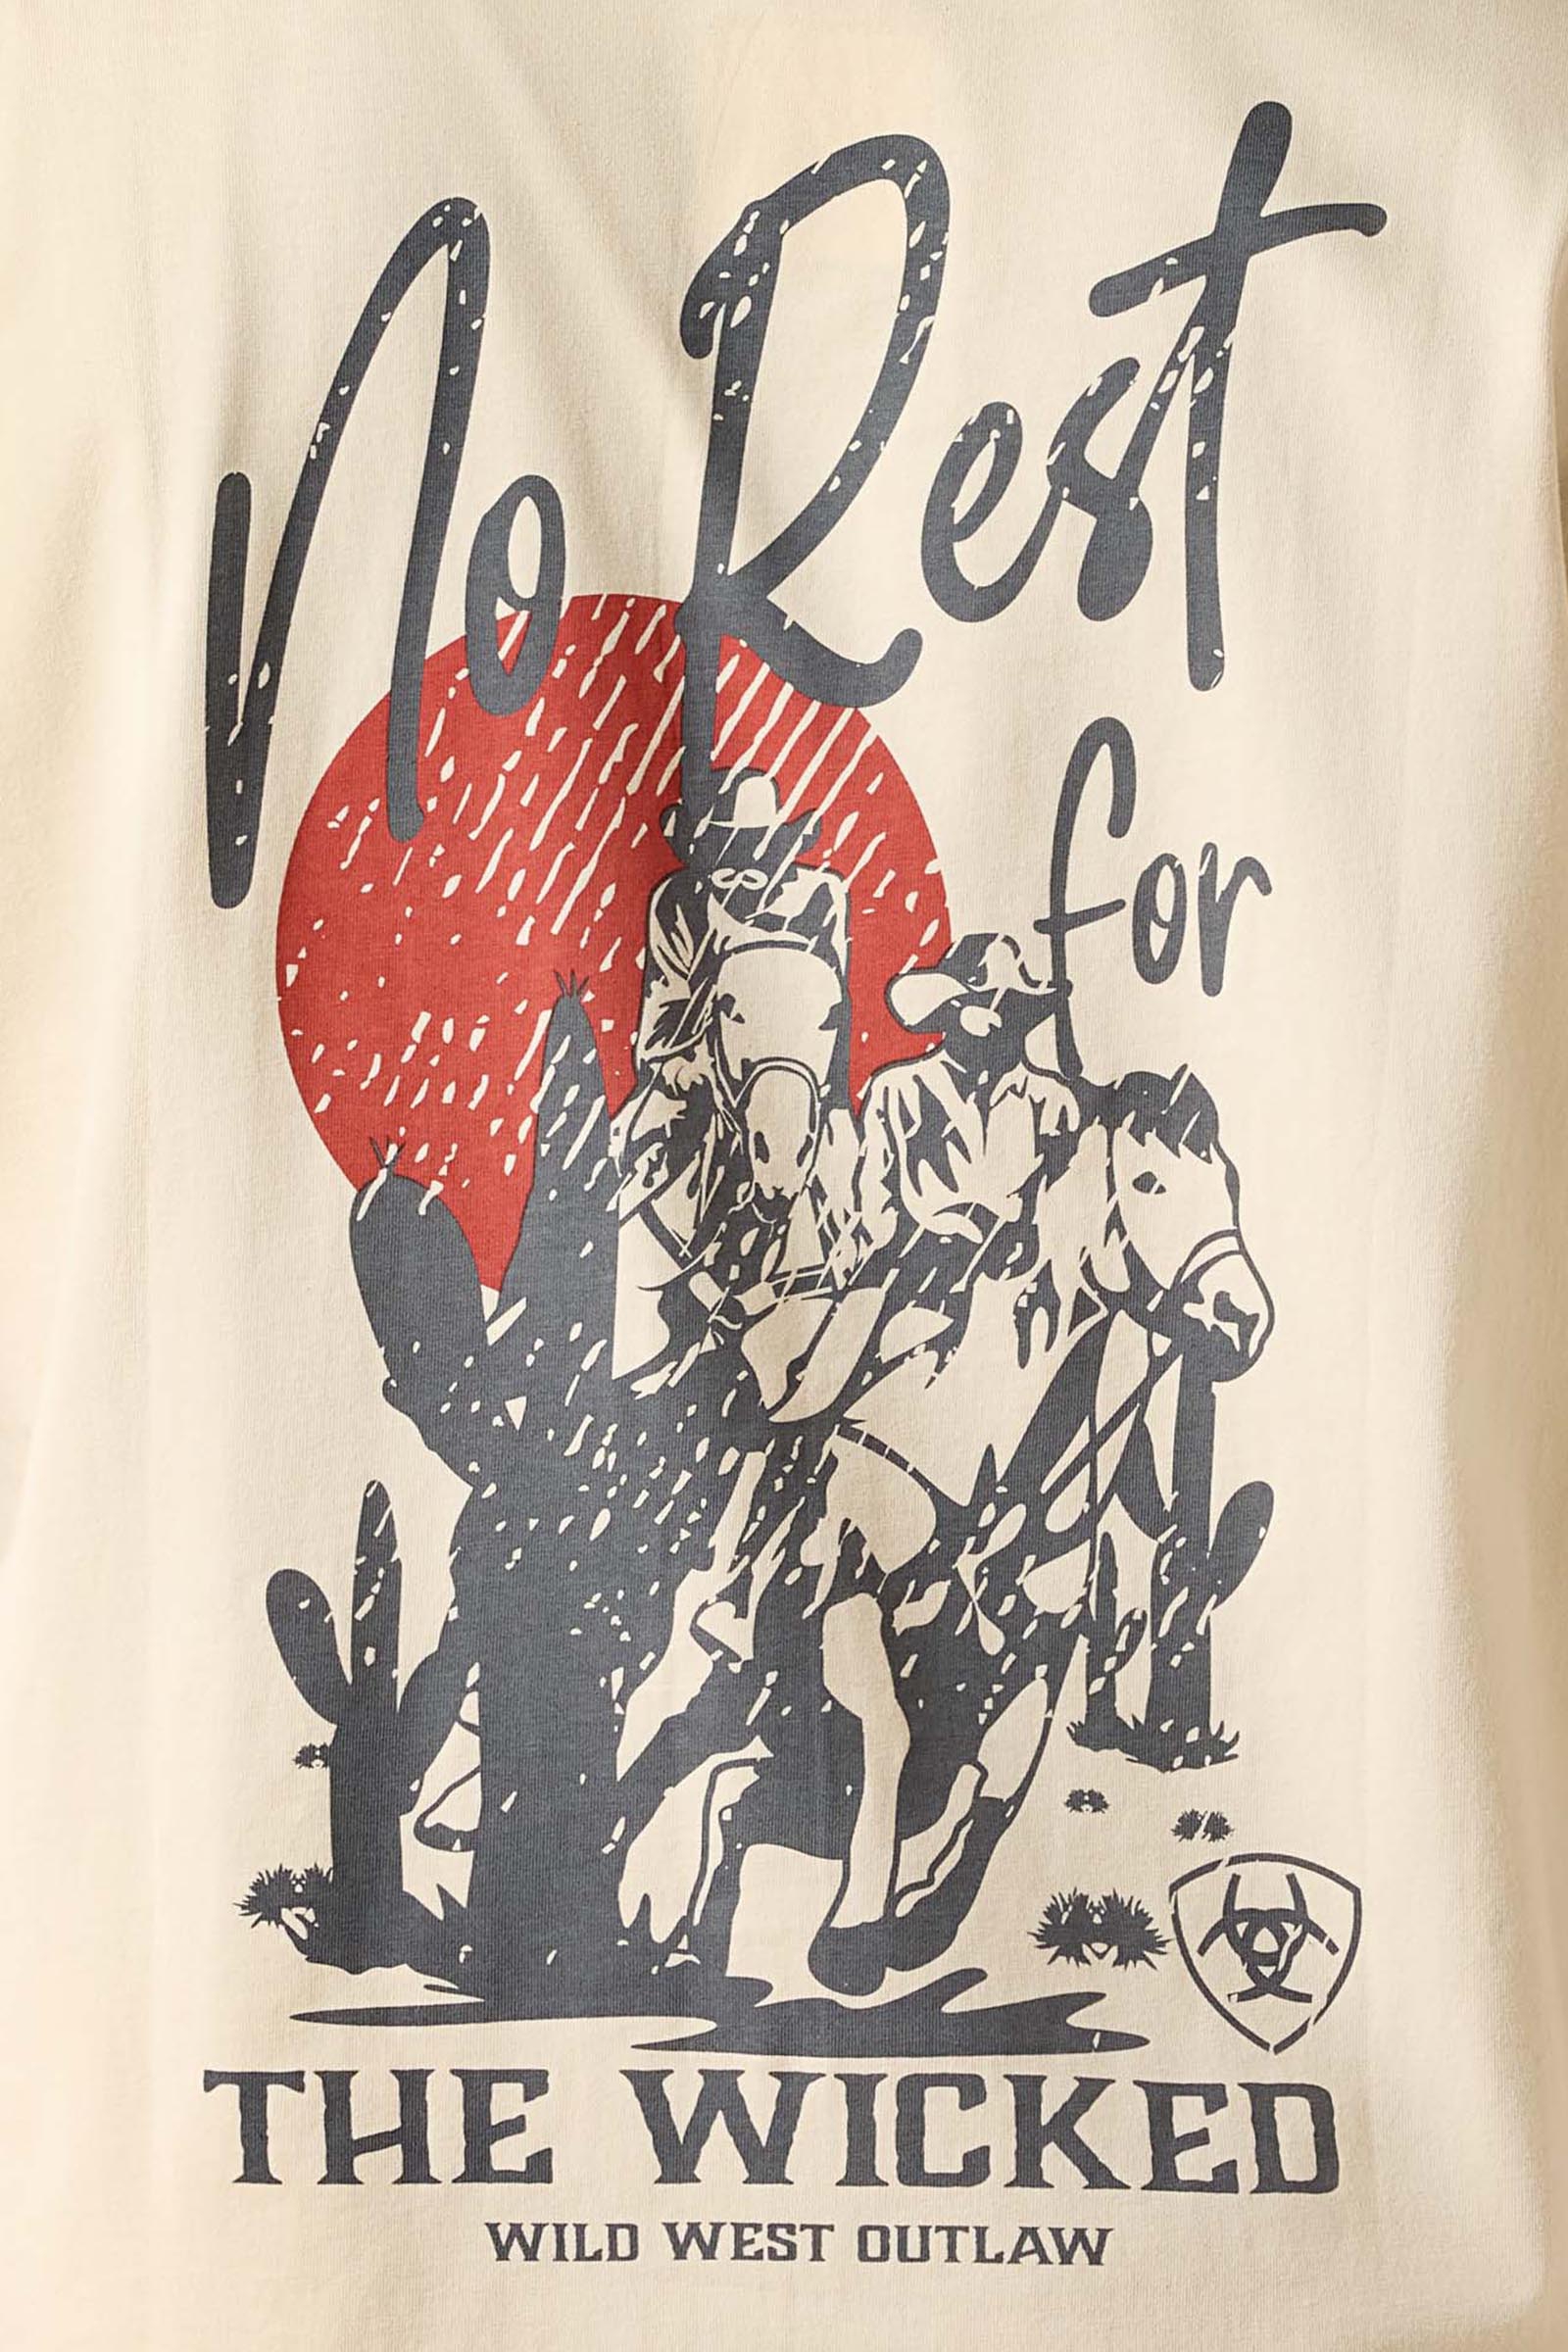 No Rest
for
THE WICKED
WILD WEST OUTLAW